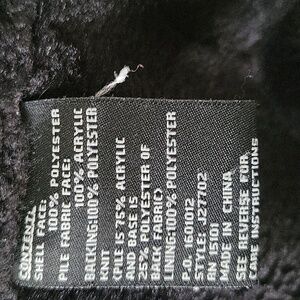 CONTENT:
SHELL FACE:
100% POLYESTER
PILE FABRIC FACE:
100% ACRYLIC
BACKING:100% POLYESTER
KNIT
(PILE IS 75% ACRYLIC
AND BASE IS
25% POLYESTER OF
BACK FABRIC)
LINING:100% POLYESTER
P.O. 1601012
STYLE: J27702
RN 15101
MADE IN CHINA
SEE REVERSE FOR
CARE INSTRUCTIONS